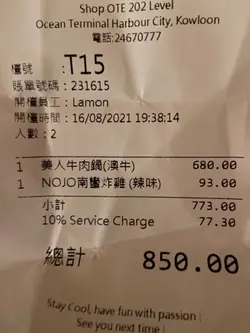 Shop OTE 202 Level
Ocean Terminal Harbour City, Kowloon
電話:24670777
檯號 : T15
賬單號碼 : 231615
開檯員工 : Lamon
開檯時間 : 16/08/2021 19:38:14
人數 : 2
1 美人牛肉鍋(澳牛) 680.00
1 NOJO南蠻炸雞(辣味) 93.00
小計 773.00
10% Service Charge 77.30
總計 850.00
Stay Cool, have fun with passion !
See you next time !